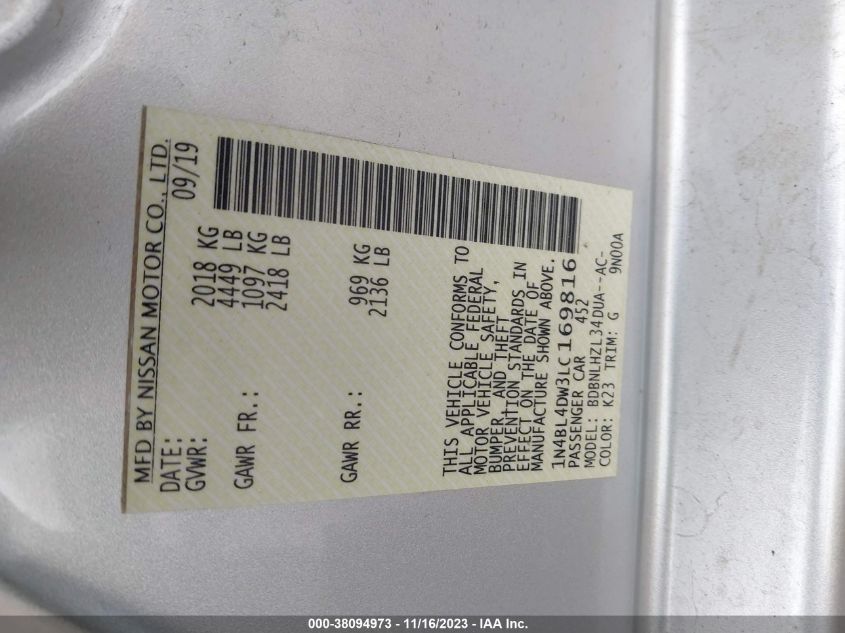 MFD BY NISSAN MOTOR CO., LTD.
DATE: 09/19
GVWR: 2018 KG
4449 LB
GAWR FR.: 1097 KG
2418 LB
GAWR RR.: 969 KG
2136 LB
THIS VEHICLE CONFORMS TO
ALL APPLICABLE FEDERAL
MOTOR VEHICLE SAFETY,
BUMPER, AND THEFT
PREVENTION STANDARDS IN
EFFECT ON THE DATE OF
MANUFACTURE SHOWN ABOVE.
1N4BL4DW3LC169816
PASSENGER CAR 452
MODEL: BDBNLHZL34DUA--AC-
COLOR: K23 TRIM: G 9N00A
000-38094973 - 11/16/2023 - IAA Inc.